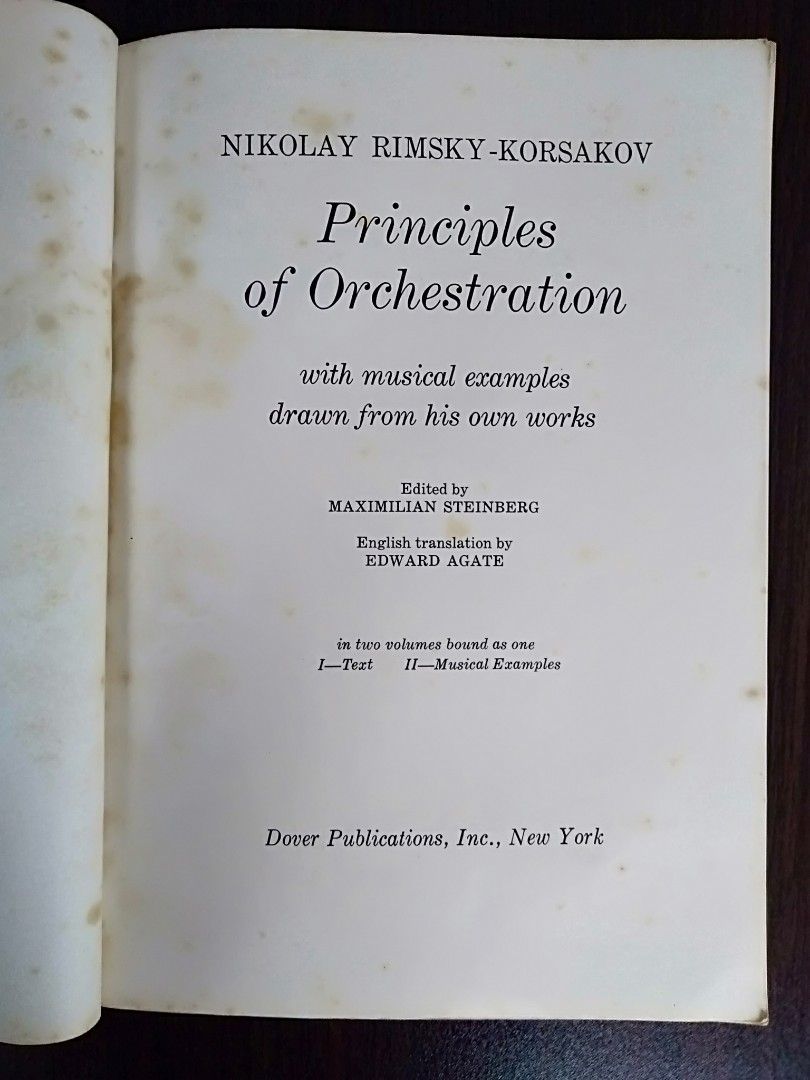 NIKOLAY RIMSKY-KORSAKOV
Principles
of Orchestration
with musical examples
drawn from his own works
Edited by
MAXIMILIAN STEINBERG
English translation by
EDWARD AGATE
in two volumes bound as one
I—Text II—Musical Examples
Dover Publications, Inc., New York